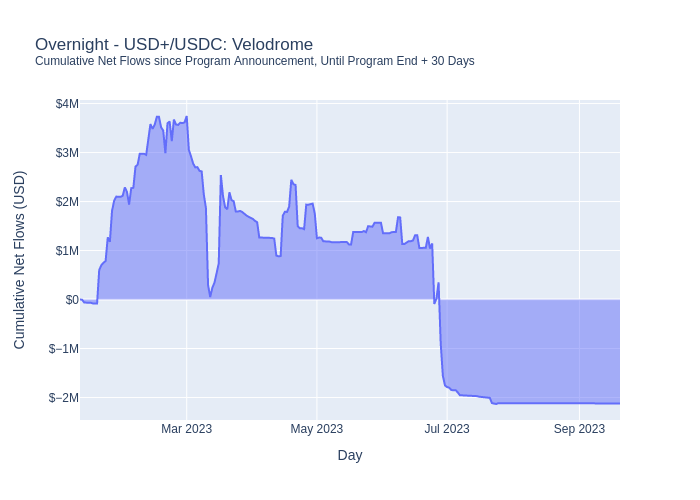 Overnight - USD+/USDC: Velodrome
Cumulative Net Flows since Program Announcement, Until Program End + 30 Days
$4M
$3M
$2M
$1M
$0
$−1M
$−2M
Cumulative Net Flows (USD)
Mar 2023
May 2023
Jul 2023
Sep 2023
Day